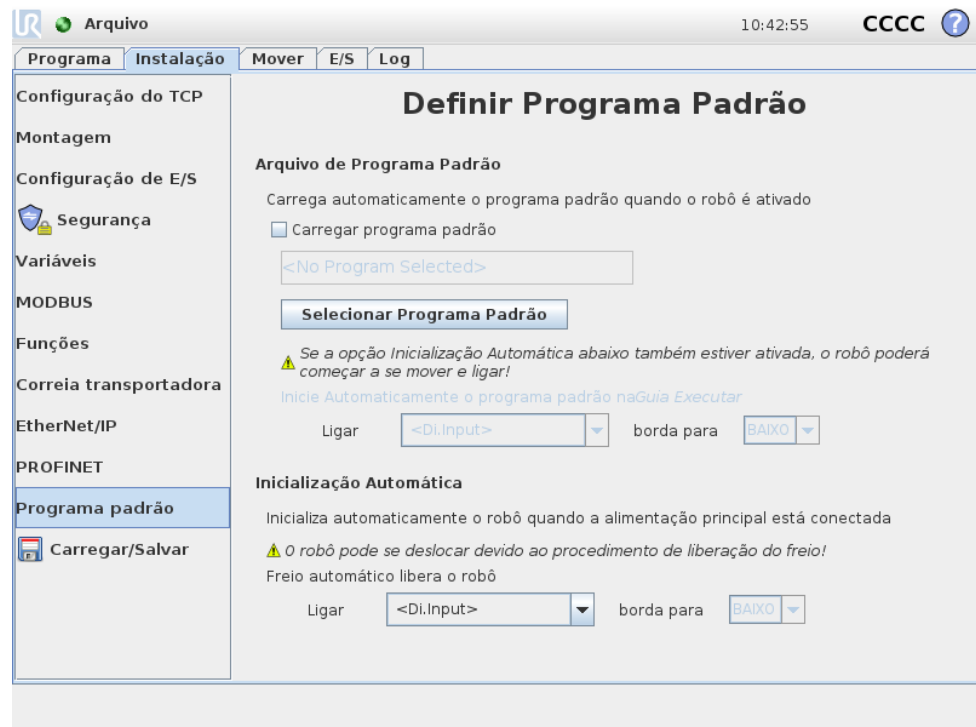 UR Arquivo 10:42:55 CCCC ?
Programa Instalação Mover E/S Log
Configuração do TCP
Montagem
Configuração de E/S
Segurança
Variáveis
MODBUS
Funções
Correia transportadora
EtherNet/IP
PROFINET
Programa padrão
Carregar/Salvar
Definir Programa Padrão
Arquivo de Programa Padrão
Carrega automaticamente o programa padrão quando o robô é ativado
Carregar programa padrão
<No Program Selected>
Selecionar Programa Padrão
Se a opção Inicialização Automática abaixo também estiver ativada, o robô poderá
começar a se mover e ligar!
Inicie Automaticamente o programa padrão naGuia Executar
Ligar <Di.Input> borda para BAIXO
Inicialização Automática
Inicializa automaticamente o robô quando a alimentação principal está conectada
O robô pode se deslocar devido ao procedimento de liberação do freio!
Freio automático libera o robô
Ligar <Di.Input> borda para BAIXO